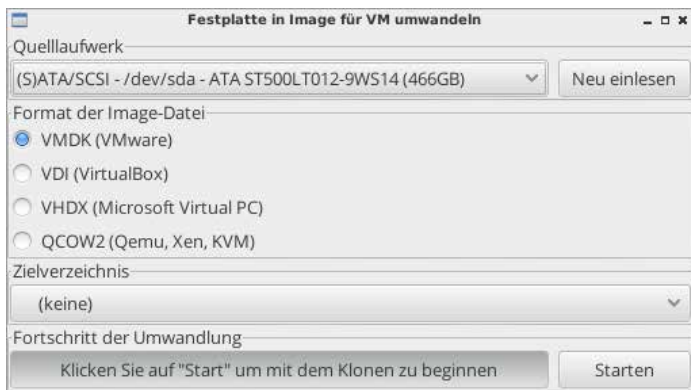 Festplatte in Image für VM umwandeln
Quelllaufwerk
(S)ATA/SCSI - /dev/sda - ATA ST500LT012-9WS14 (466GB)
Neu einlesen
Format der Image-Datei
VMDK (VMware)
VDI (VirtualBox)
VHDX (Microsoft Virtual PC)
QCOW2 (Qemu, Xen, KVM)
Zielverzeichnis
(keine)
Fortschritt der Umwandlung
Klicken Sie auf "Start" um mit dem Klonen zu beginnen
Starten